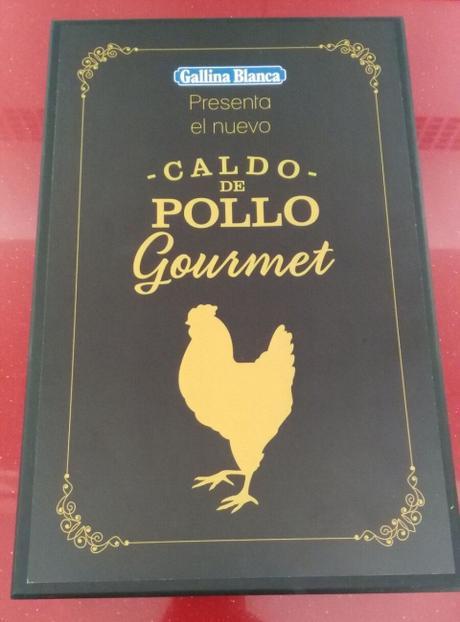 Gallina Blanca
Presenta
el nuevo
-CALDO-
DE
POLLO
Gourmet